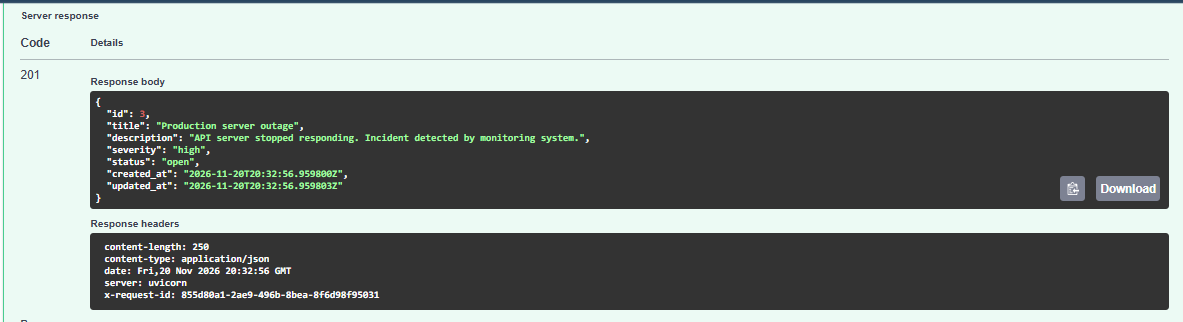 Server response
Code Details
201
Response body
{
  "id": 3,
  "title": "Production server outage",
  "description": "API server stopped responding. Incident detected by monitoring system.",
  "severity": "high",
  "status": "open",
  "created_at": "2026-11-20T20:32:56.959800Z",
  "updated_at": "2026-11-20T20:32:56.959803Z"
}
Download
Response headers
content-length: 250
content-type: application/json
date: Fri,20 Nov 2026 20:32:56 GMT
server: uvicorn
x-request-id: 855d80a1-2ae9-496b-8bea-8f6d98f95031